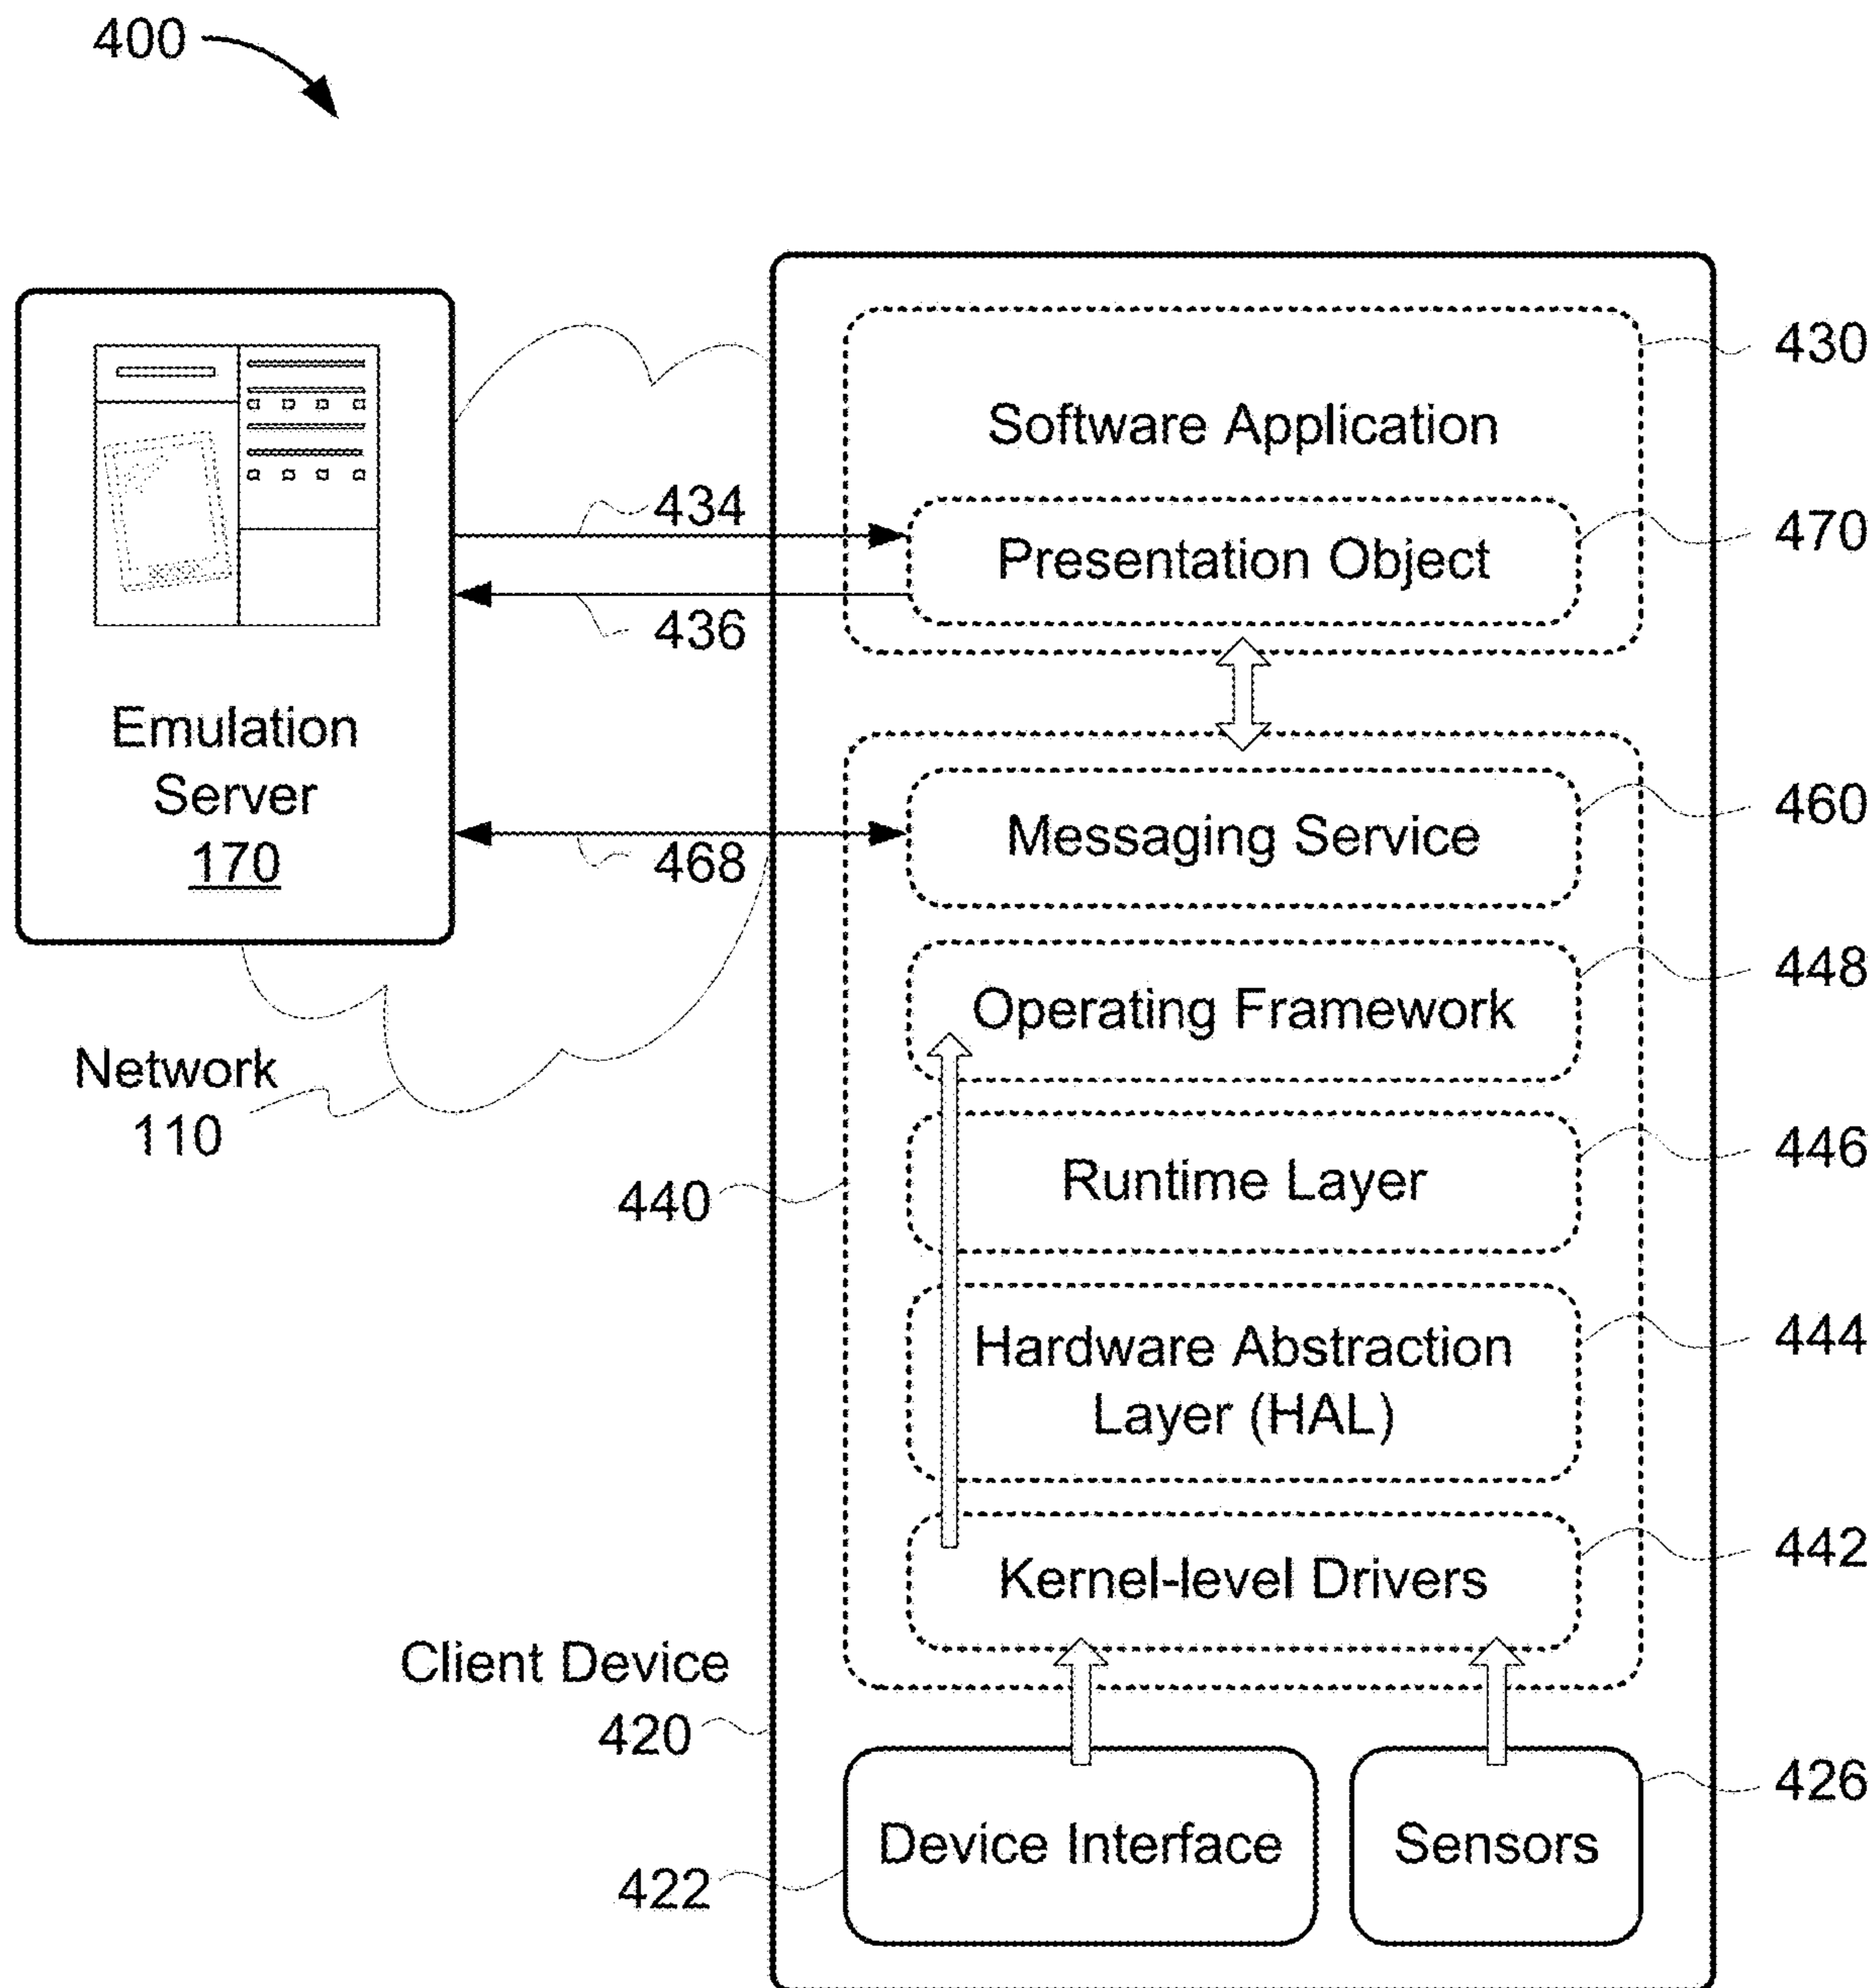 400
430
Software Application
434
470
Presentation Object
436
Emulation
Server
170
460
Messaging Service
468
448
Operating Framework
Network
110
446
Runtime Layer
440
444
Hardware Abstraction
Layer (HAL)
442
Kernel-level Drivers
Client Device
420
426
Device Interface
Sensors
422